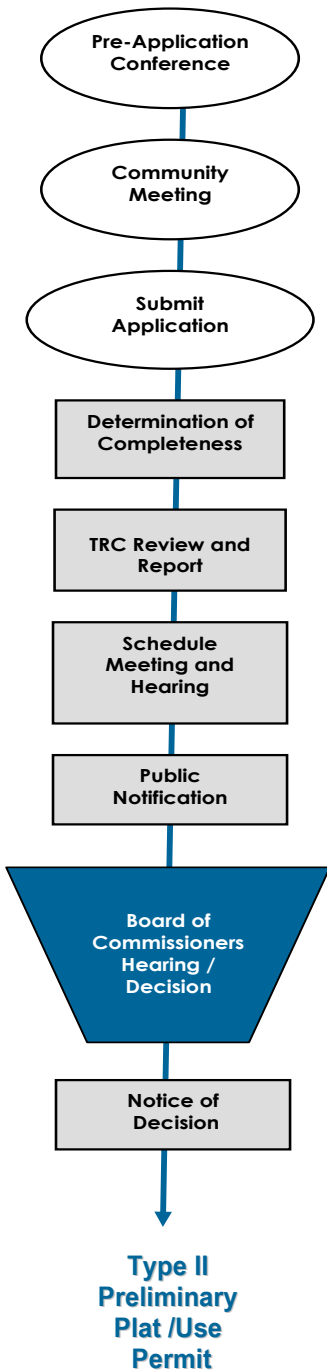 Pre-Application
Conference
Community
Meeting
Submit
Application
Determination of
Completeness
TRC Review and
Report
Schedule
Meeting and
Hearing
Public
Notification
Board of
Commissioners
Hearing /
Decision
Notice of
Decision
Type II
Preliminary
Plat /Use
Permit